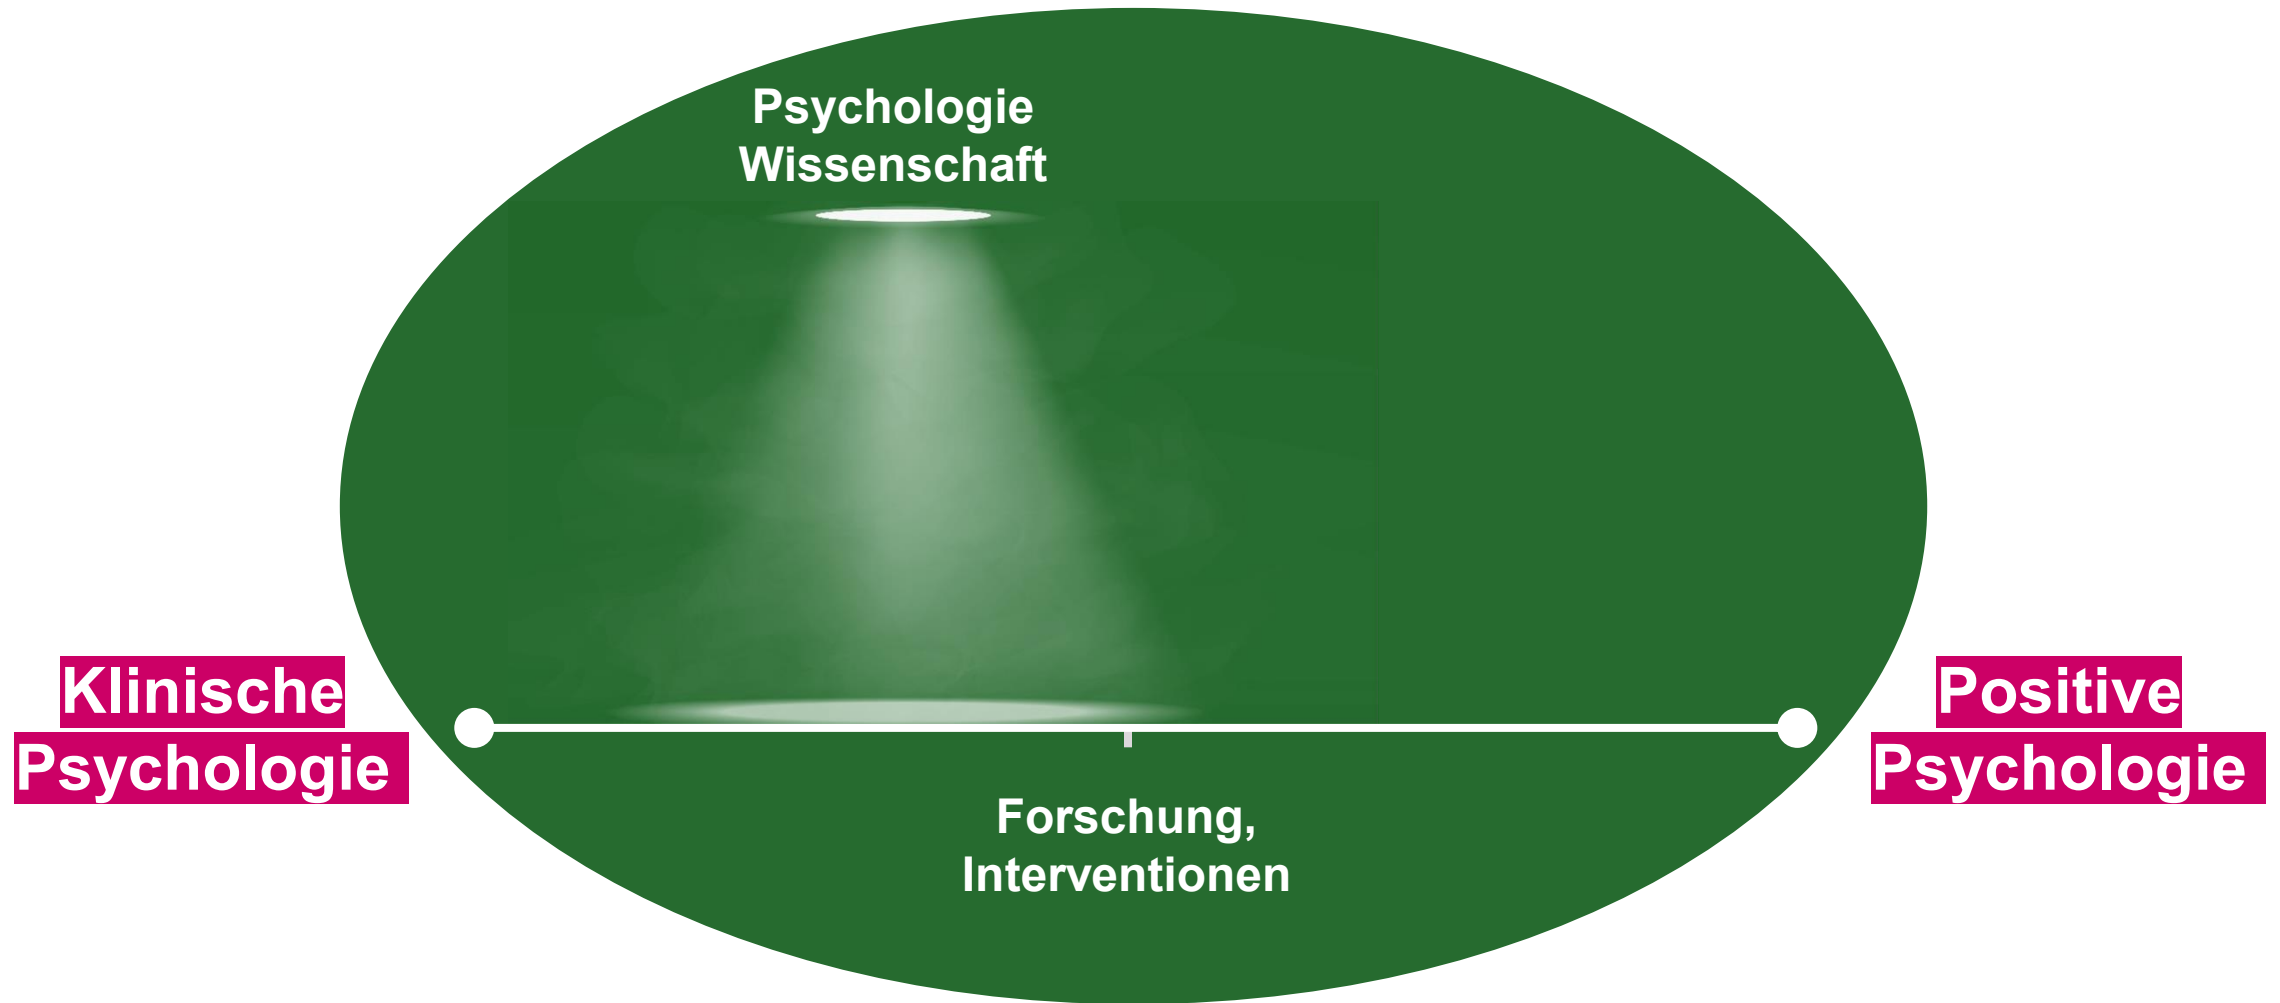 Psychologie
Wissenschaft
Klinische
Psychologie
Positive
Psychologie
Forschung,
Interventionen